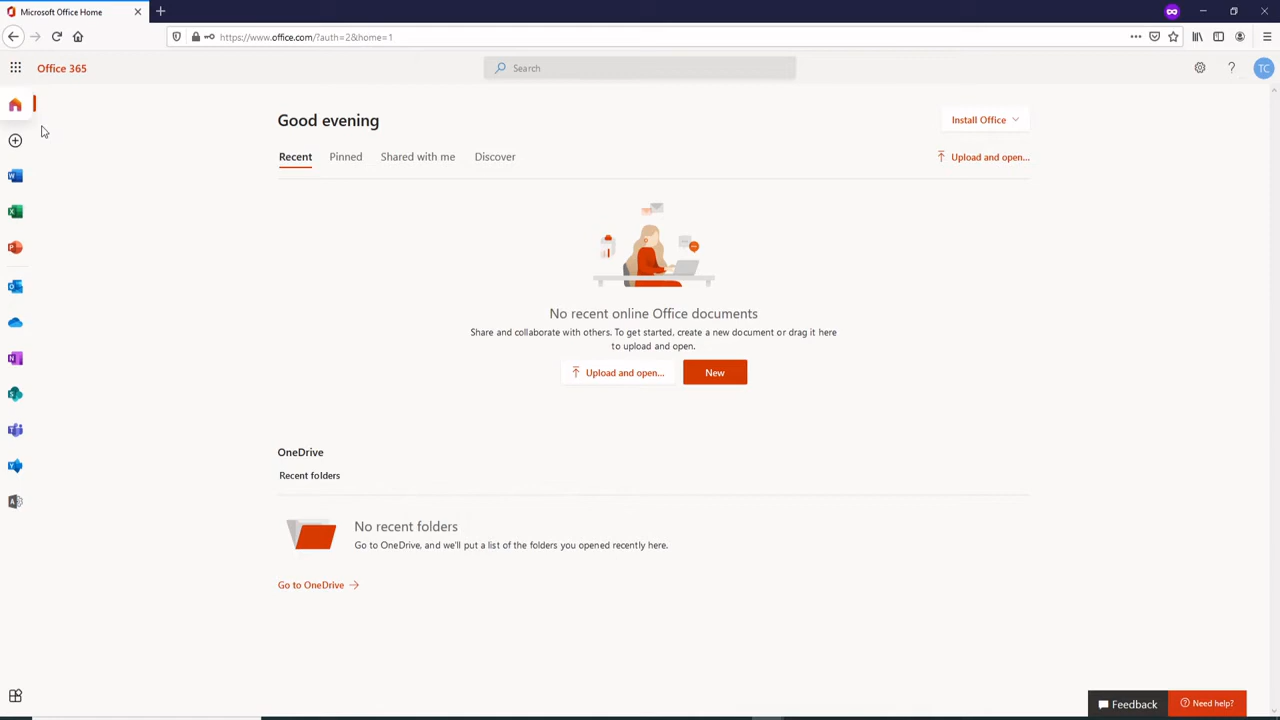 Microsoft Office Home
https://www.office.com/?auth=2&home=1
Office 365
Search
TC
Good evening
Install Office
Recent
Pinned
Shared with me
Discover
Upload and open...
No recent online Office documents
Share and collaborate with others. To get started, create a new document or drag it here
to upload and open.
Upload and open...
New
OneDrive
Recent folders
No recent folders
Go to OneDrive, and we'll put a list of the folders you opened recently here.
Go to OneDrive →
Feedback
Need help?